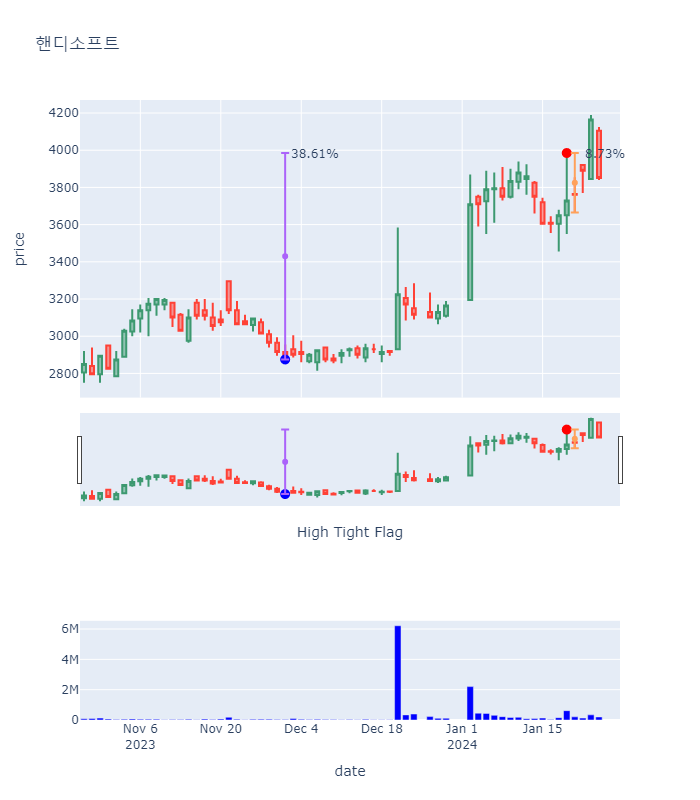 핸디소프트
4200
4000
3800
3600
3400
3200
3000
2800
price
38.61%
8.73%
High Tight Flag
6M
4M
2M
0
Nov 6
2023
Nov 20
Dec 4
Dec 18
Jan 1
2024
Jan 15
date